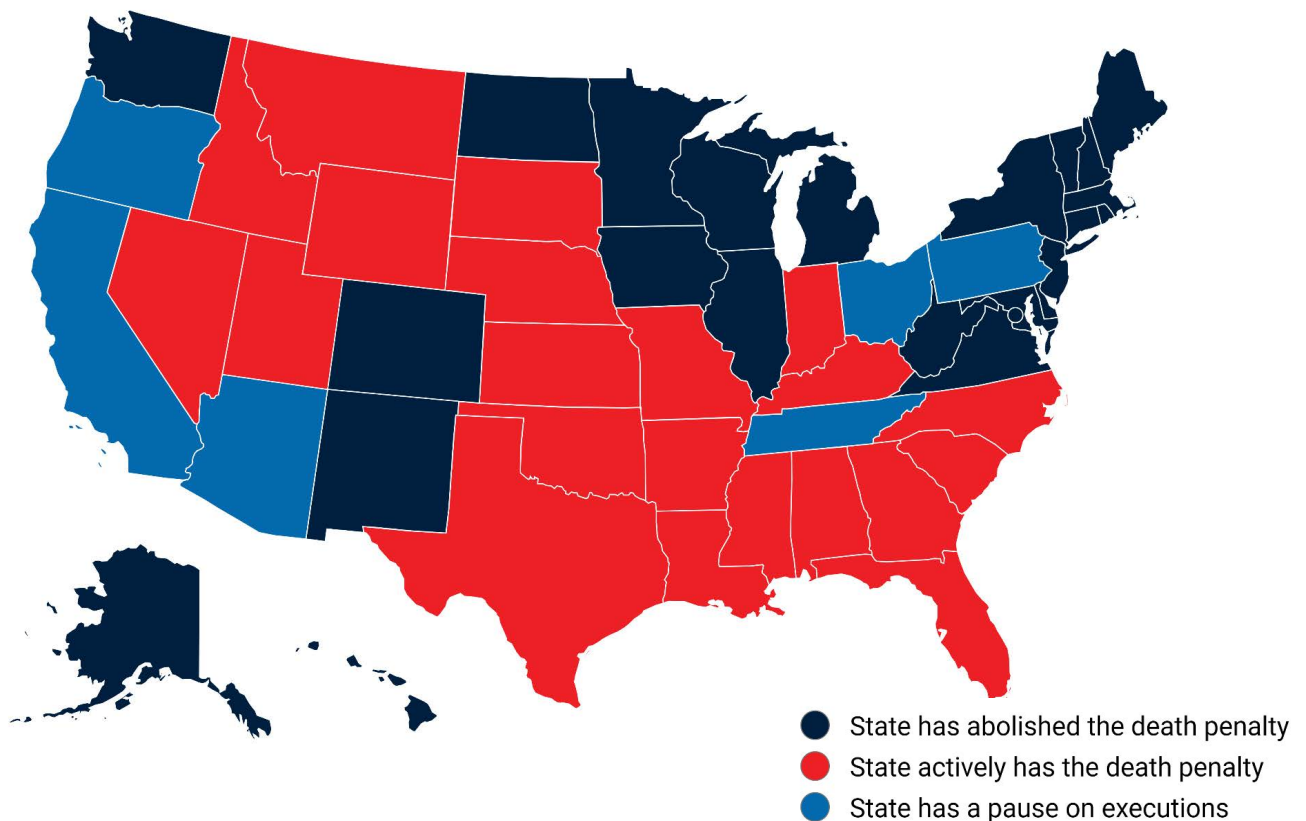 State has abolished the death penalty
State actively has the death penalty
State has a pause on executions